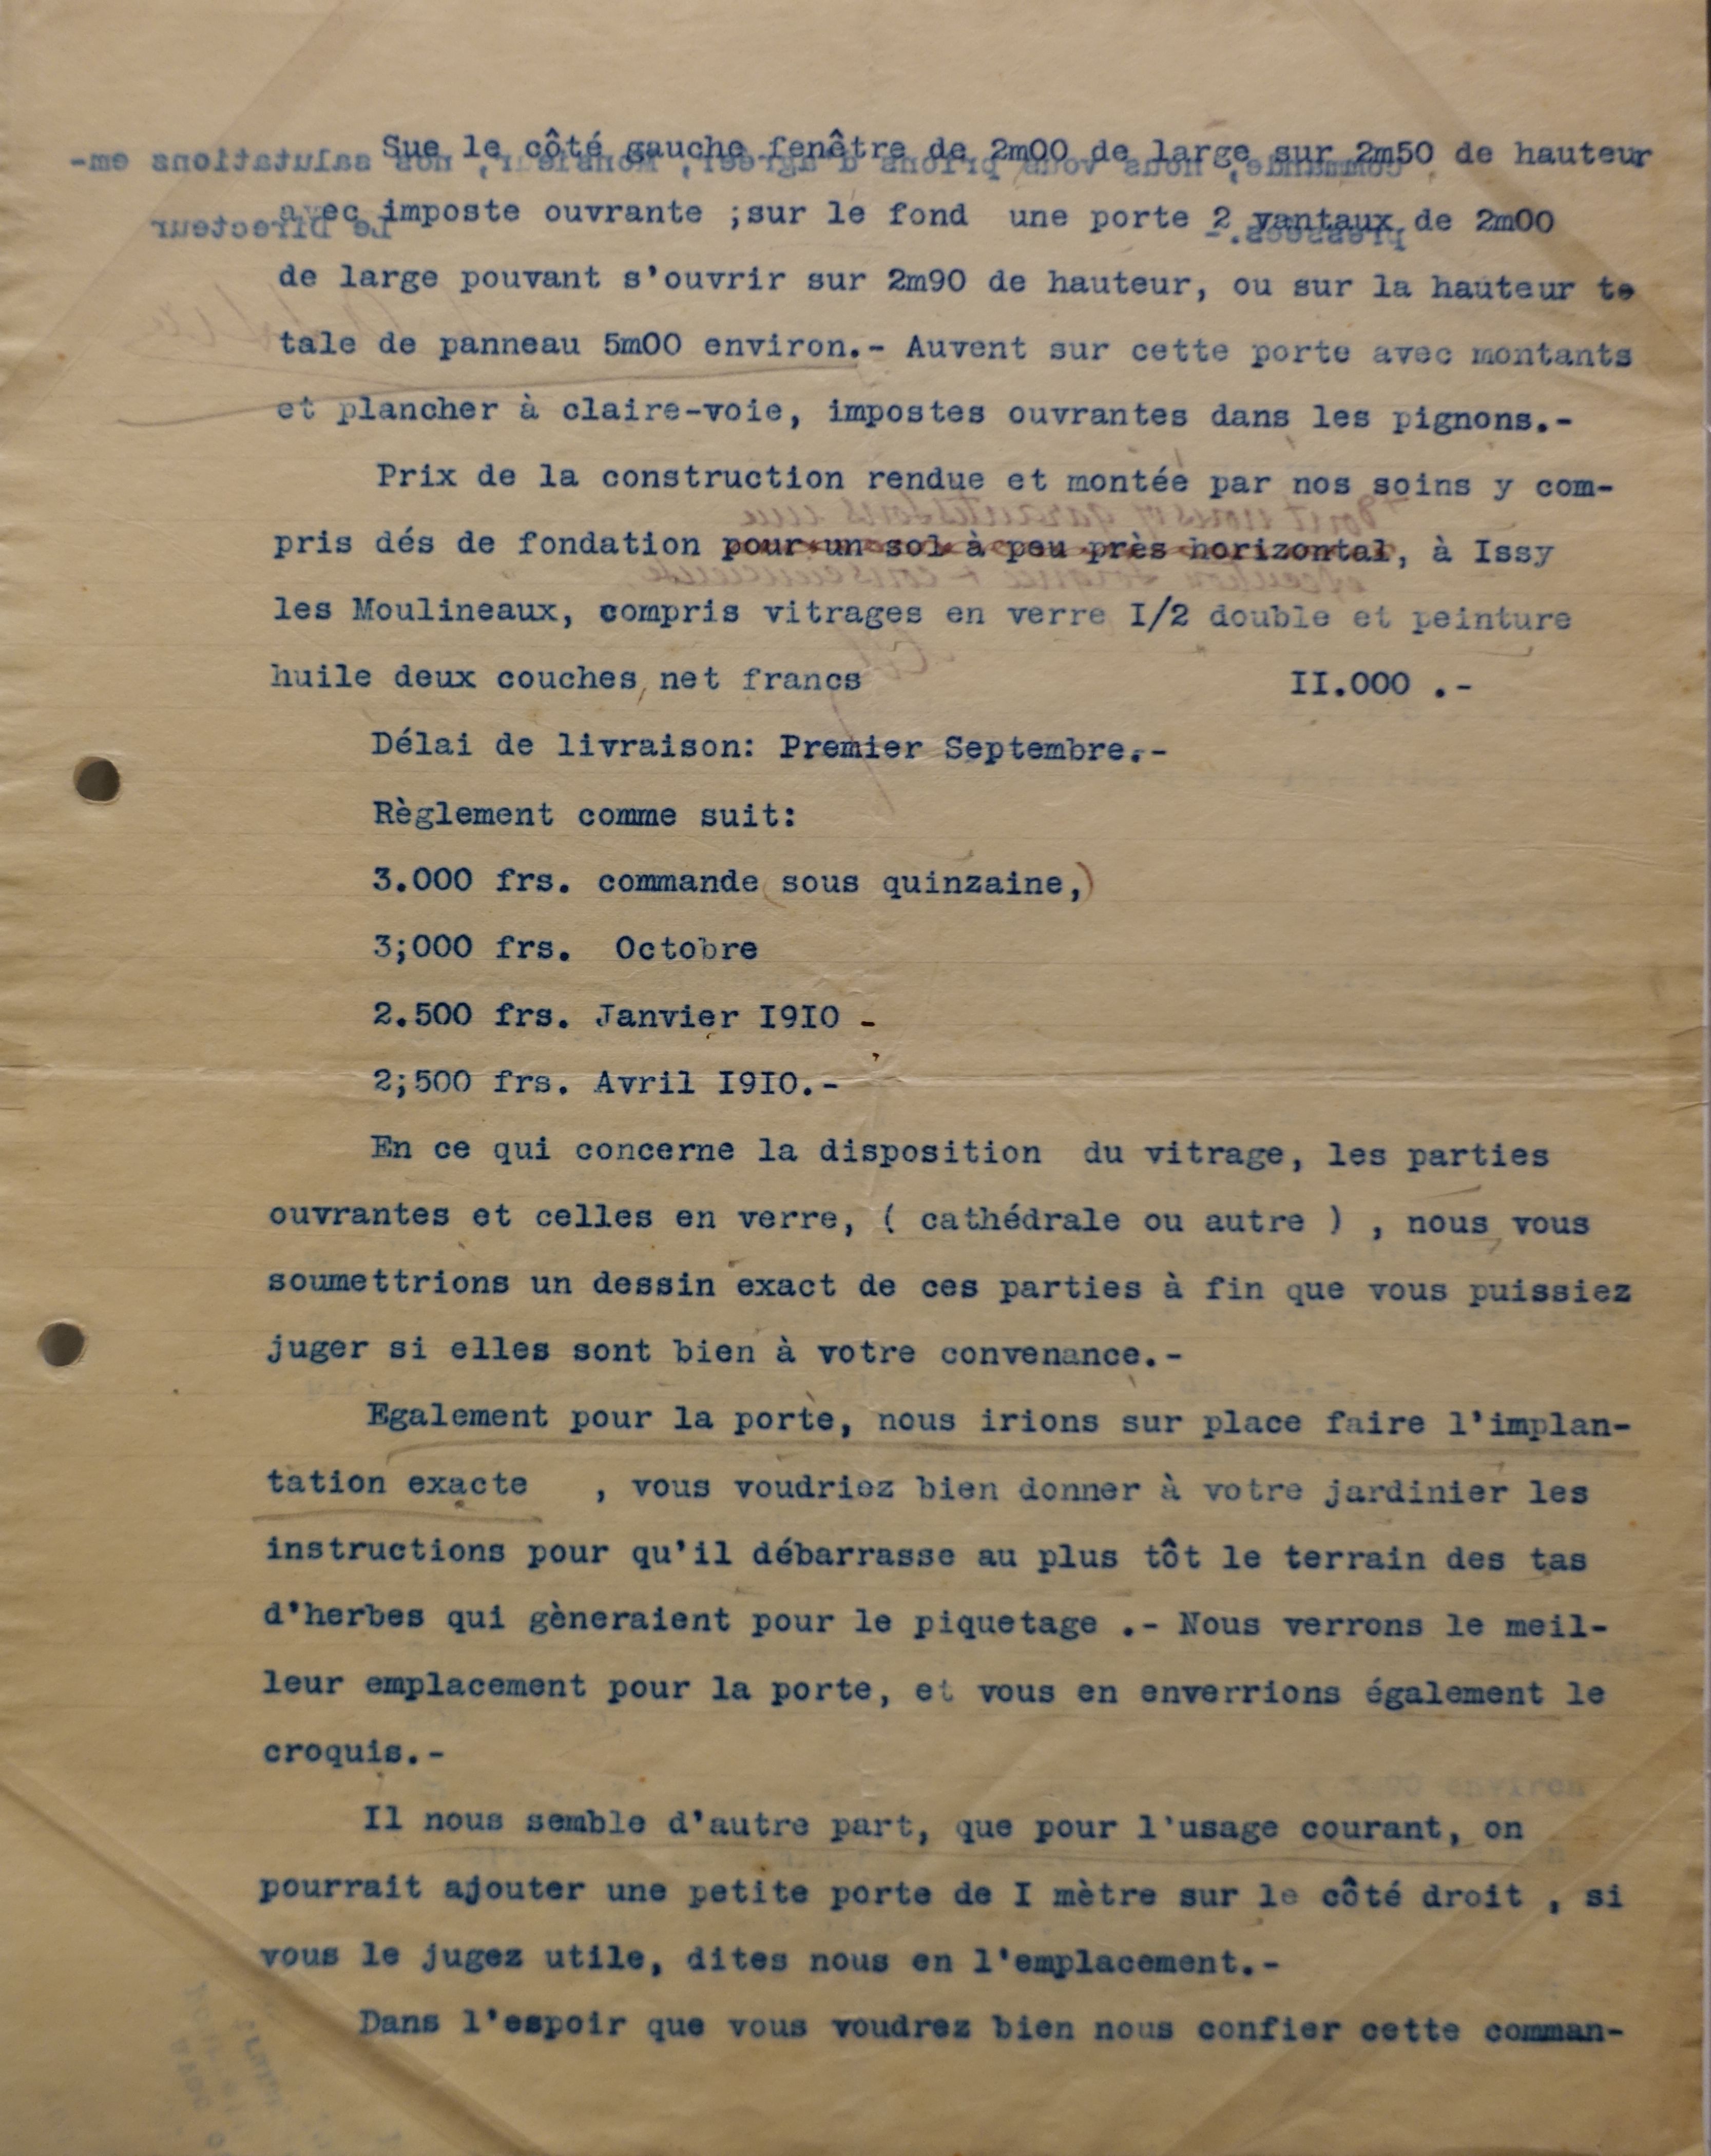 Sue le côté gauche fenêtre de 2m00 de large sur 2m50 de hauteur
avec imposte ouvrante ;sur le fond une porte 2 vantaux de 2m00
de large pouvant s'ouvrir sur 2m90 de hauteur, ou sur la hauteur to
tale de panneau 5m00 environ.- Auvent sur cette porte avec montants
et plancher à claire-voie, impostes ouvrantes dans les pignons.-
Prix de la construction rendue et montée par nos soins y com-
pris dés de fondation pour un sol à peu près horizontal, à Issy
les Moulineaux, compris vitrages en verre I/2 double et peinture
huile deux couches, net francs II.000 .-
Délai de livraison: Premier Septembre.-
Règlement comme suit:
3.000 frs. commande (sous quinzaine,)
3;000 frs. Octobre
2.500 frs. Janvier I9I0 -
2;500 frs. Avril I9I0.-
En ce qui concerne la disposition du vitrage, les parties
ouvrantes et celles en verre, ( cathédrale ou autre ) , nous vous
soumettrions un dessin exact de ces parties à fin que vous puissiez
juger si elles sont bien à votre convenance.-
Egalement pour la porte, nous irions sur place faire l'implan-
tation exacte , vous voudriez bien donner à votre jardinier les
instructions pour qu'il débarrasse au plus tôt le terrain des tas
d'herbes qui gèneraient pour le piquetage .- Nous verrons le meil-
leur emplacement pour la porte, et vous en enverrions également le
croquis.-
Il nous semble d'autre part, que pour l'usage courant, on
pourrait ajouter une petite porte de I mètre sur le côté droit , si
vous le jugez utile, dites nous en l'emplacement.-
Dans l'espoir que vous voudrez bien nous confier cette comman-